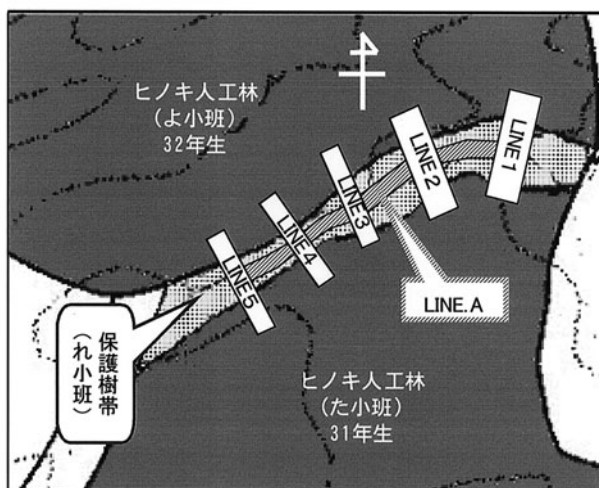 ヒノキ人工林
(よ小班)
32年生
LINE1
LINE2
LINE3
LINE4
LINE5
LINE.A
保護樹帯
(れ小班)
ヒノキ人工林
(た小班)
31年生